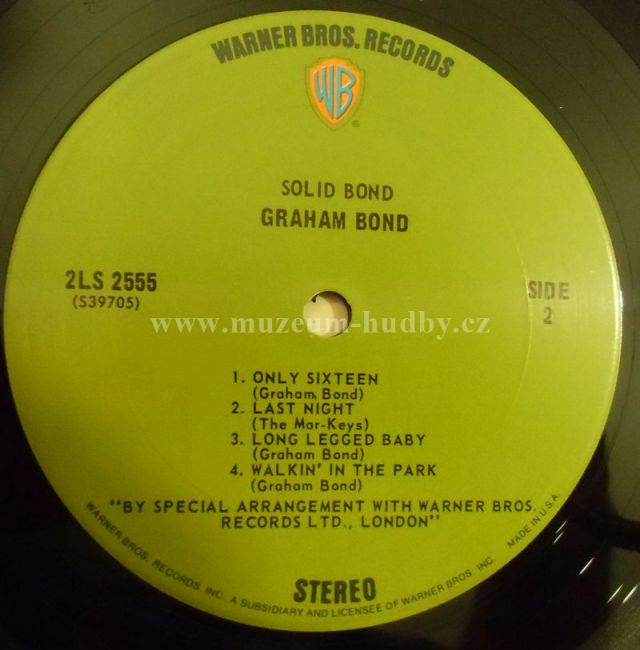 WARNER BROS. RECORDS
WB
®
SOLID BOND
GRAHAM BOND
2LS 2555
(S39705)
SIDE
2
www.muzeum-hudby.cz
1. ONLY SIXTEEN
(Graham Bond)
2. LAST NIGHT
(The Mar-Keys)
3. LONG LEGGED BABY
(Graham Bond)
4. WALKIN' IN THE PARK
(Graham Bond)
"BY SPECIAL ARRANGEMENT WITH WARNER BROS.
RECORDS LTD., LONDON"
STEREO
WARNER BROS. RECORDS INC. A SUBSIDIARY AND LICENSEE OF WARNER BROS. INC. MADE IN U.S.A.